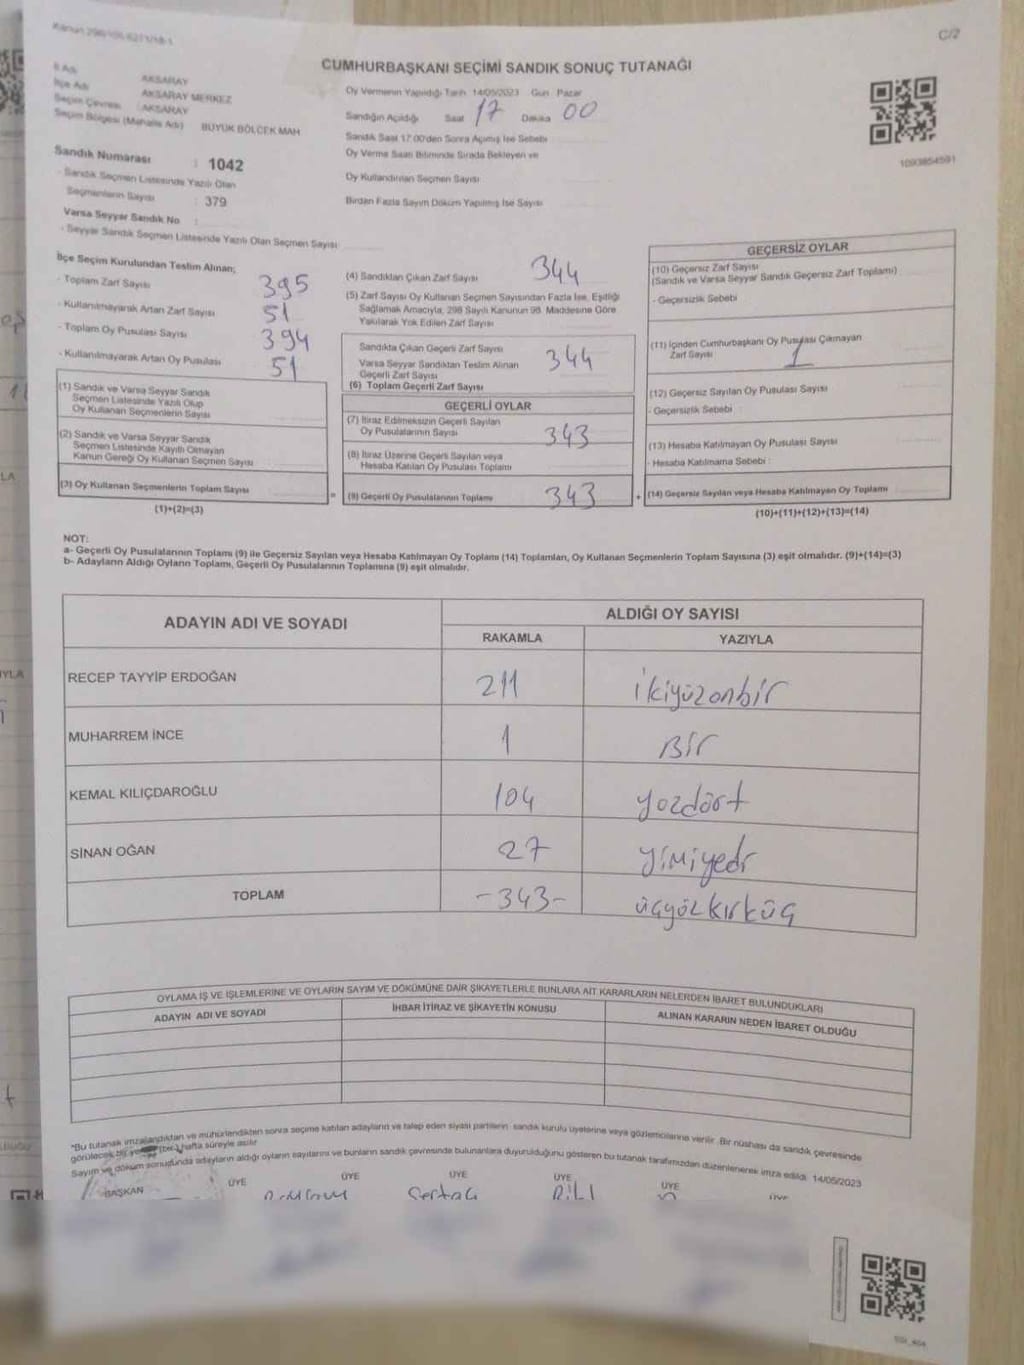 Kanun 298/105-6271/18-1
C/2
CUMHURBAŞKANI SEÇİMİ SANDIK SONUÇ TUTANAĞI
İl Adı AKSARAY
İlçe Adı AKSARAY MERKEZ
Seçim Çevresi : AKSARAY
Seçim Bölgesi (Mahalle Adı) BÜYÜK BÖLCEK MAH
Sandık Numarası : 1042
- Sandık Seçmen Listesinde Yazılı Olan
Seçmenlerin Sayısı : 379
Varsa Seyyar Sandık No :
- Seyyar Sandık Seçmen Listesinde Yazılı Olan Seçmen Sayısı:
Oy Vermenin Yapıldığı Tarih 14/05/2023 Gün Pazar
Sandığın Açıldığı Saat 17 Dakika 00
Sandık Saat 17:00'den Sonra Açılmış İse Sebebi
Oy Verme Saati Bitiminde Sırada Bekleyen ve
Oy Kullandırılan Seçmen Sayısı
Birden Fazla Sayım Döküm Yapılmış İse Sayısı
1093854591
İlçe Seçim Kurulundan Teslim Alınan;
- Toplam Zarf Sayısı 395
- Kullanılmayarak Artan Zarf Sayısı 51
- Toplam Oy Pusulası Sayısı 394
- Kullanılmayarak Artan Oy Pusulası 51
(1) Sandık ve Varsa Seyyar Sandık
Seçmen Listesinde Yazılı Olup
Oy Kullanan Seçmenlerin Sayısı
(2) Sandık ve Varsa Seyyar Sandık
Seçmen Listesinde Kayıtlı Olmayan
Kanun Gereği Oy Kullanan Seçmen Sayısı
(3) Oy Kullanan Seçmenlerin Toplam Sayısı
(1)+(2)=(3)
(4) Sandıktan Çıkan Zarf Sayısı 344
(5) Zarf Sayısı Oy Kullanan Seçmen Sayısından Fazla İse, Eşitliği
Sağlamak Amacıyla, 298 Sayılı Kanunun 98. Maddesine Göre
Yakılarak Yok Edilen Zarf Sayısı
Sandıkta Çıkan Geçerli Zarf Sayısı
Varsa Seyyar Sandıktan Teslim Alınan 344
Geçerli Zarf Sayısı
(6) Toplam Geçerli Zarf Sayısı
GEÇERLİ OYLAR
(7) İtiraz Edilmeksizin Geçerli Sayılan
Oy Pusulalarının Sayısı 343
(8) İtiraz Üzerine Geçerli Sayılan veya
Hesaba Katılan Oy Pusulası Toplamı
= (9) Geçerli Oy Pusulalarının Toplamı 343 +
GEÇERSİZ OYLAR
(10) Geçersiz Zarf Sayısı
(Sandık ve Varsa Seyyar Sandık Geçersiz Zarf Toplamı)
- Geçersizlik Sebebi
(11) İçinden Cumhurbaşkanı Oy Pusulası Çıkmayan
Zarf Sayısı 1
(12) Geçersiz Sayılan Oy Pusulası Sayısı
- Geçersizlik Sebebi :
(13) Hesaba Katılmayan Oy Pusulası Sayısı
- Hesaba Katılmama Sebebi :
(14) Geçersiz Sayılan veya Hesaba Katılmayan Oy Toplamı
(10)+(11)+(12)+(13)=(14)
NOT:
a- Geçerli Oy Pusulalarının Toplamı (9) ile Geçersiz Sayılan veya Hesaba Katılmayan Oy Toplamı (14) Toplamları, Oy Kullanan Seçmenlerin Toplam Sayısına (3) eşit olmalıdır. (9)+(14)=(3)
b- Adayların Aldığı Oyların Toplamı, Geçerli Oy Pusulalarının Toplamına (9) eşit olmalıdır.
ADAYIN ADI VE SOYADI
ALDIĞI OY SAYISI
RAKAMLA YAZIYLA
RECEP TAYYİP ERDOĞAN 211 ikiyüzonbir
MUHARREM İNCE 1 Bir
KEMAL KILIÇDAROĞLU 104 yüzdört
SİNAN OĞAN 27 yirmiyedi
TOPLAM -343- üçyüzkırküç
OYLAMA İŞ VE İŞLEMLERİNE VE OYLARIN SAYIM VE DÖKÜMÜNE DAİR ŞİKAYETLERLE BUNLARA AİT KARARLARIN NELERDEN İBARET BULUNDUKLARI
ADAYIN ADI VE SOYADI İHBAR İTİRAZ VE ŞİKAYETİN KONUSU ALINAN KARARIN NEDEN İBARET OLDUĞU
*Bu tutanak imzalandıktan ve mühürlendikten sonra seçime katılan adayların ve talep eden siyasi partilerin sandık kurulu üyelerine veya gözlemcilerine verilir. Bir nüshası da sandık çevresinde
görülecek bir yere (bir) hafta süreyle asılır
Sayım ve döküm sonucunda adayların aldığı oyların sayılarını ve bunların sandık çevresinde bulunanlara duyurulduğunu gösteren bu tutanak tarafımızdan düzenlenerek imza edildi. 14/05/2023
BAŞKAN ÜYE ÜYE ÜYE ÜYE ÜYE ÜYE
Sertaç